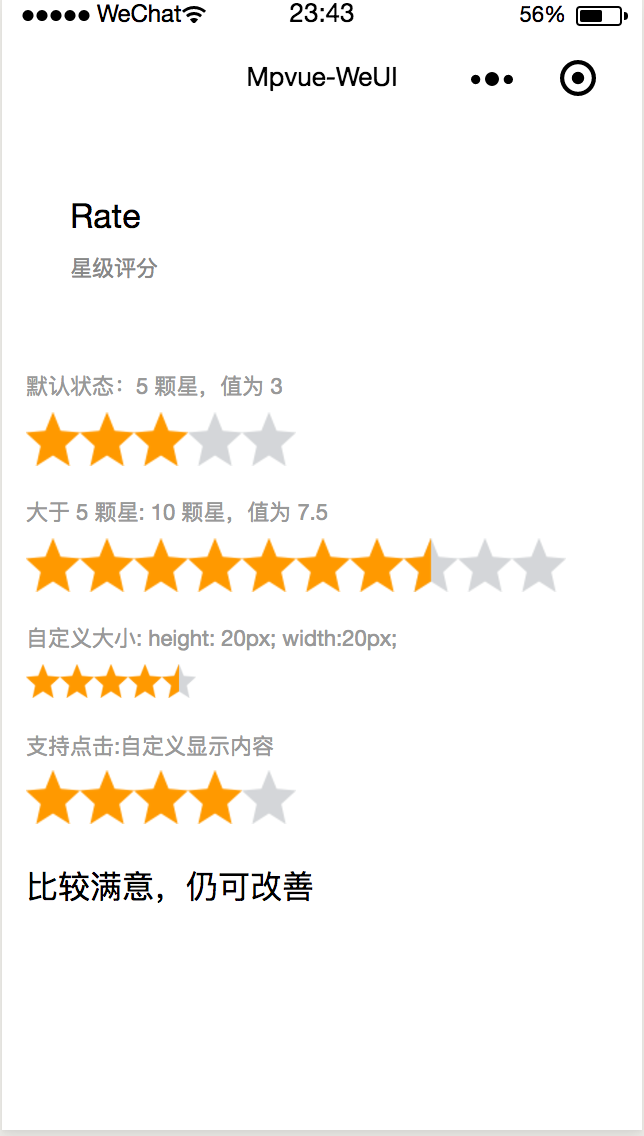 WeChat 23:43 56%
Mpvue-WeUI
Rate
星级评分
默认状态：5 颗星，值为 3
大于 5 颗星: 10 颗星，值为 7.5
自定义大小: height: 20px; width:20px;
支持点击:自定义显示内容
比较满意，仍可改善